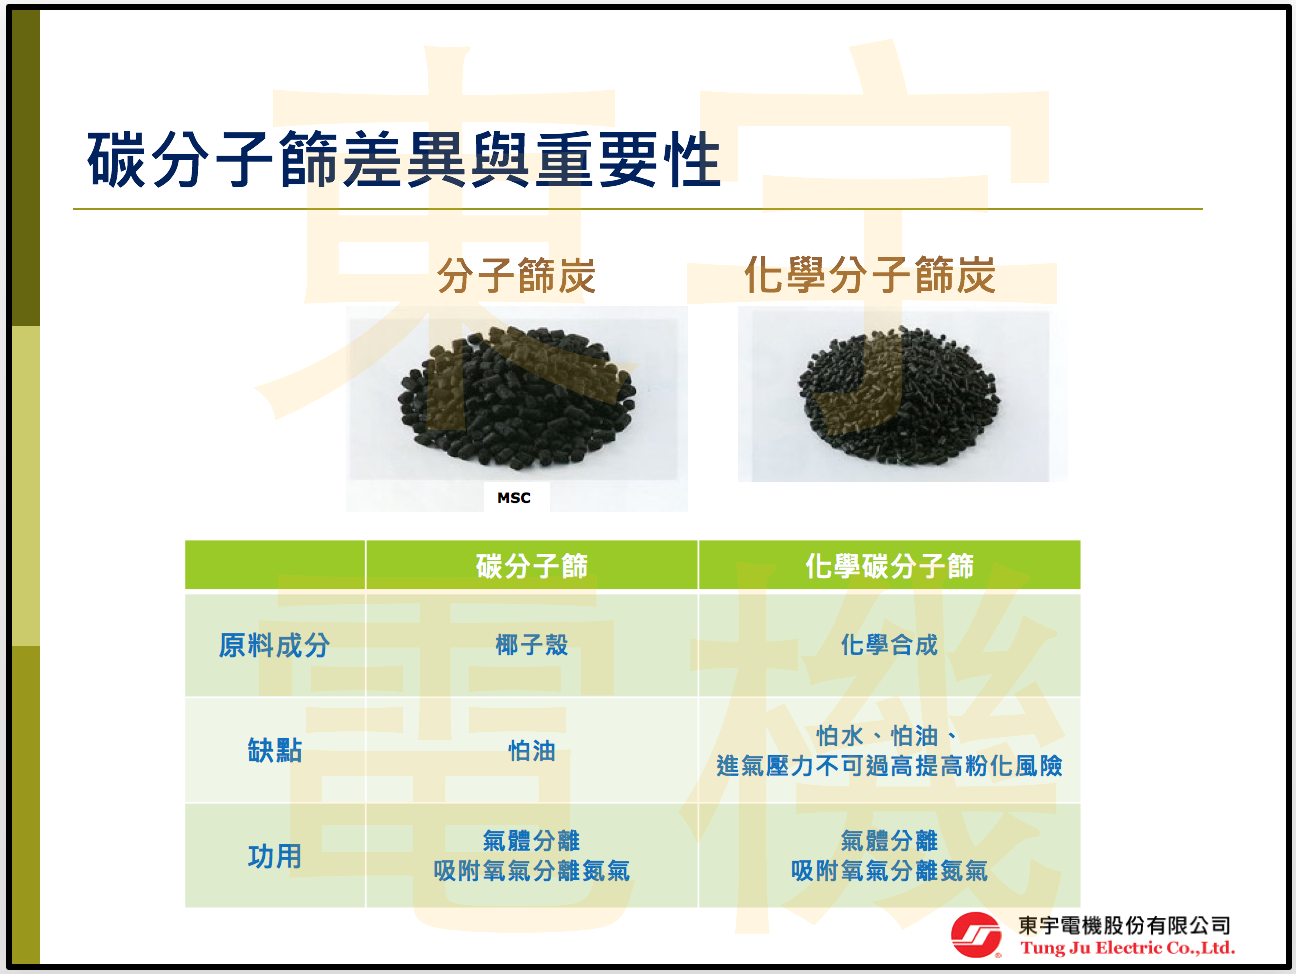 碳分子篩差異與重要性
分子篩炭
化學分子篩炭
MSC
碳分子篩
化學碳分子篩
原料成分
椰子殼
化學合成
缺點
怕油
怕水、怕油、
進氣壓力不可過高提高粉化風險
功用
氣體分離
吸附氧氣分離氮氣
氣體分離
吸附氧氣分離氮氣
東宇
電機
東宇電機股份有限公司
Tung Ju Electric Co.,Ltd.